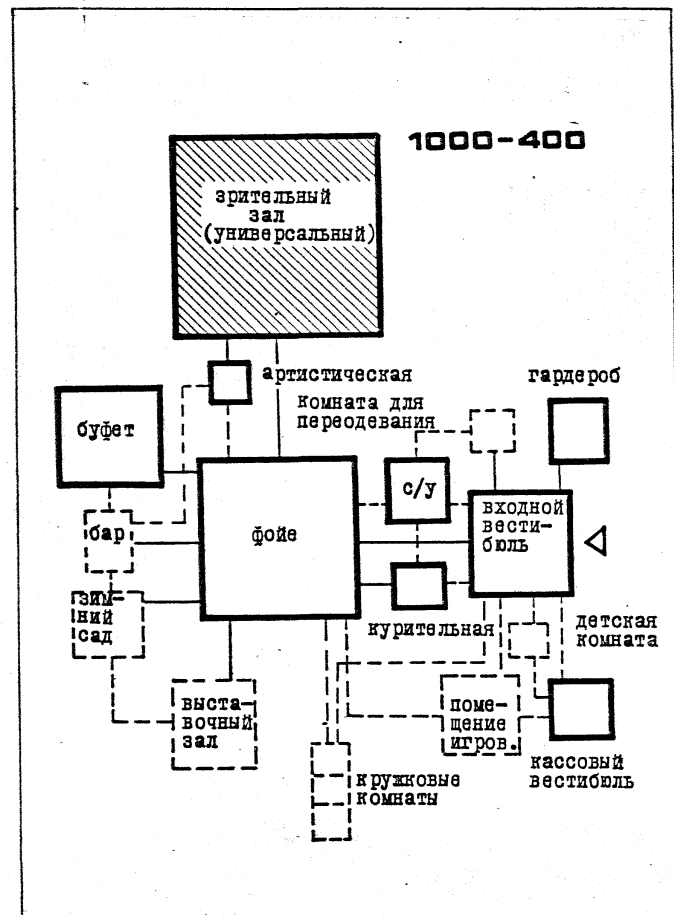 1000-400
зрительный
зал
(универсальный)
артистическая
гардероб
комната для
переодевания
буфет
с/у
входной
вести-
бюль
бар
фойе
зим-
ний
сад
курительная
детская
комната
выста-
вочный
зал
поме-
щение
игров.
кружковые
комнаты
кассовый
вестибюль